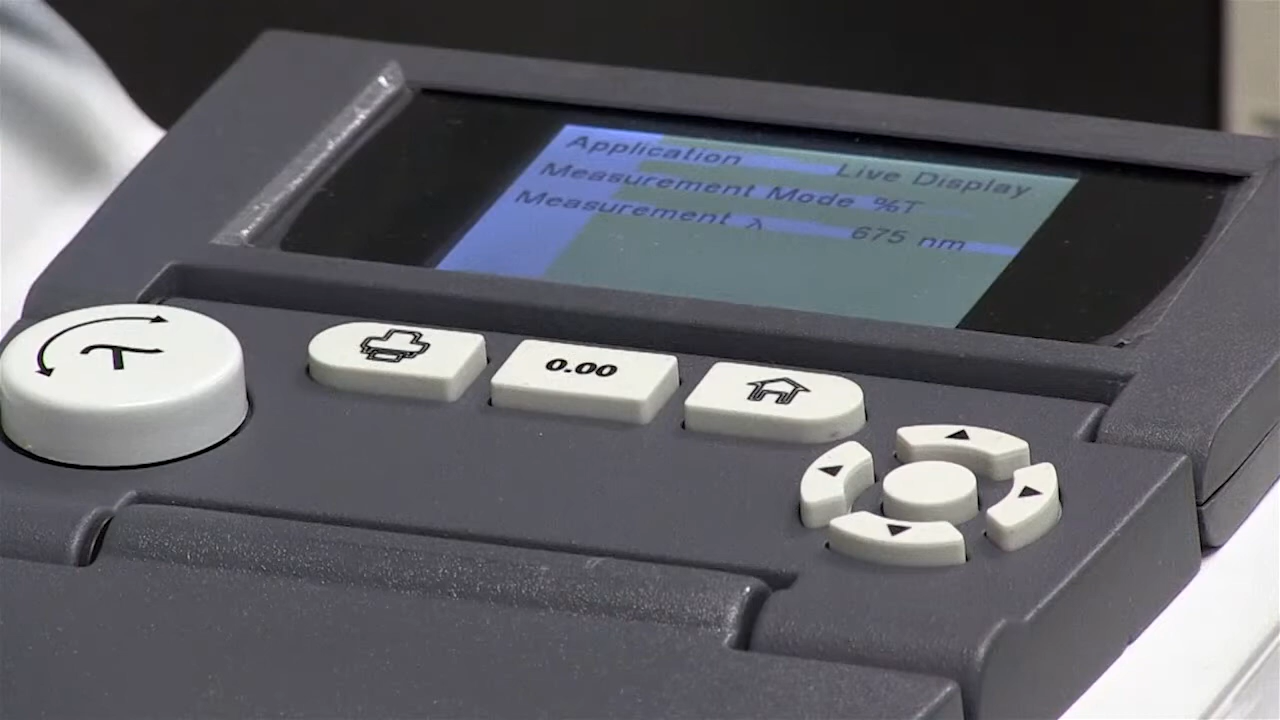 Application Live Display
Measurement Mode %T
Measurement λ 675 nm
λ
0.00